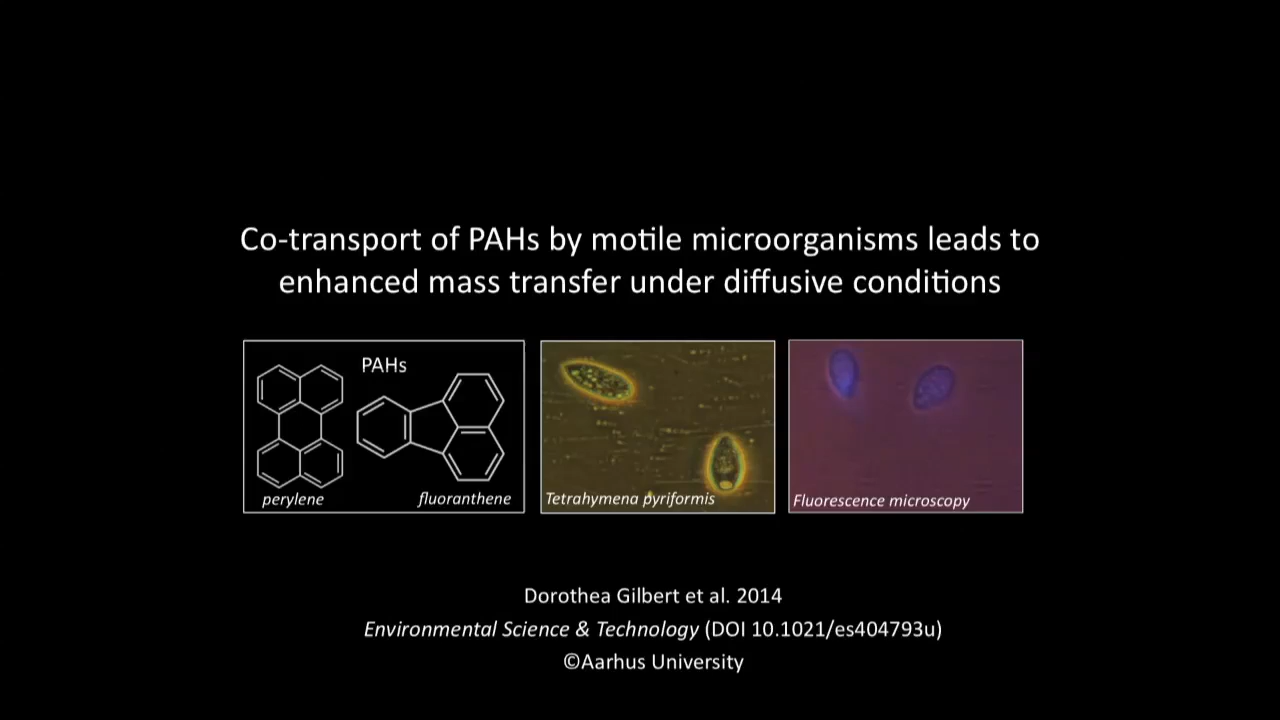 Co-transport of PAHs by motile microorganisms leads to
enhanced mass transfer under diffusive conditions
PAHs
perylene
fluoranthene
Tetrahymena pyriformis
Fluorescence microscopy
Dorothea Gilbert et al. 2014
Environmental Science & Technology (DOI 10.1021/es404793u)
©Aarhus University